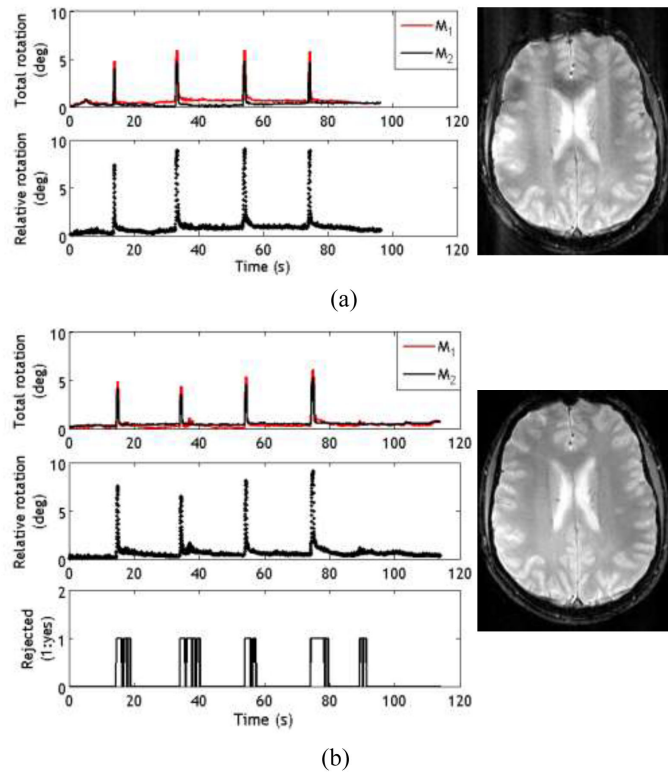 Total rotation
(deg)
10
5
0
0 20 40 60 80 100 120
M1
M2
Relative rotation
(deg)
10
5
0
0 20 40 60 80 100 120
Time (s)
(a)
Total rotation
(deg)
10
5
0
0 20 40 60 80 100 120
M1
M2
Relative rotation
(deg)
10
5
0
0 20 40 60 80 100 120
Rejected
(1:yes)
2
1
0
0 20 40 60 80 100 120
Time (s)
(b)